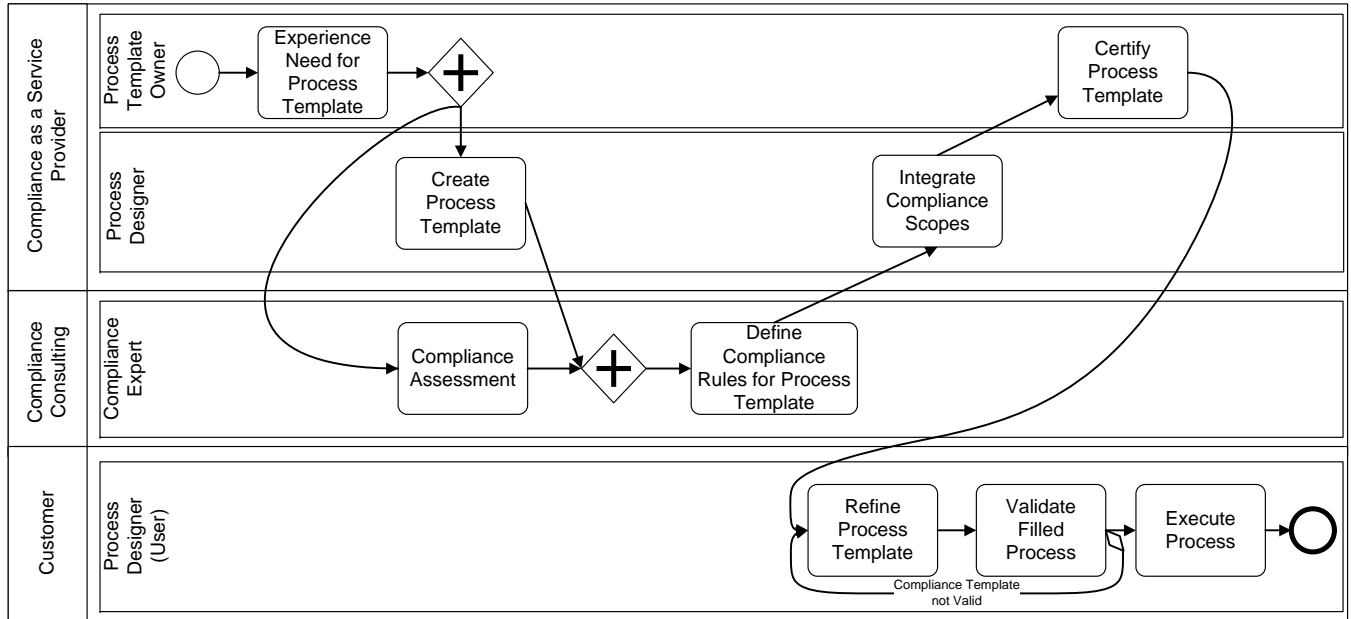 Compliance as a Service
Provider
Process
Template
Owner
Experience
Need for
Process
Template
Certify
Process
Template
Process
Designer
Create
Process
Template
Integrate
Compliance
Scopes
Compliance
Consulting
Compliance
Expert
Compliance
Assessment
Define
Compliance
Rules for Process
Template
Customer
Process
Designer
(User)
Refine
Process
Template
Validate
Filled
Process
Execute
Process
Compliance Template
not Valid